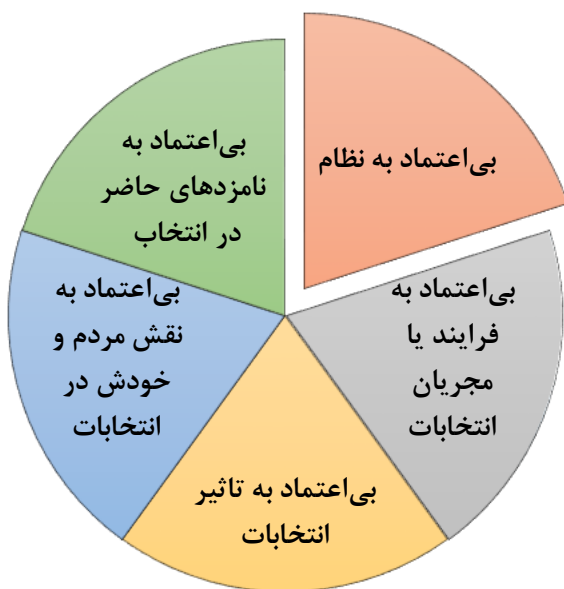 بی‌اعتماد به نظام
بی‌اعتماد به
فرایند یا
مجریان
انتخابات
بی‌اعتماد به تاثیر
انتخابات
بی‌اعتماد به
نقش مردم و
خودش در
انتخابات
بی‌اعتماد به
نامزدهای حاضر
در انتخاب